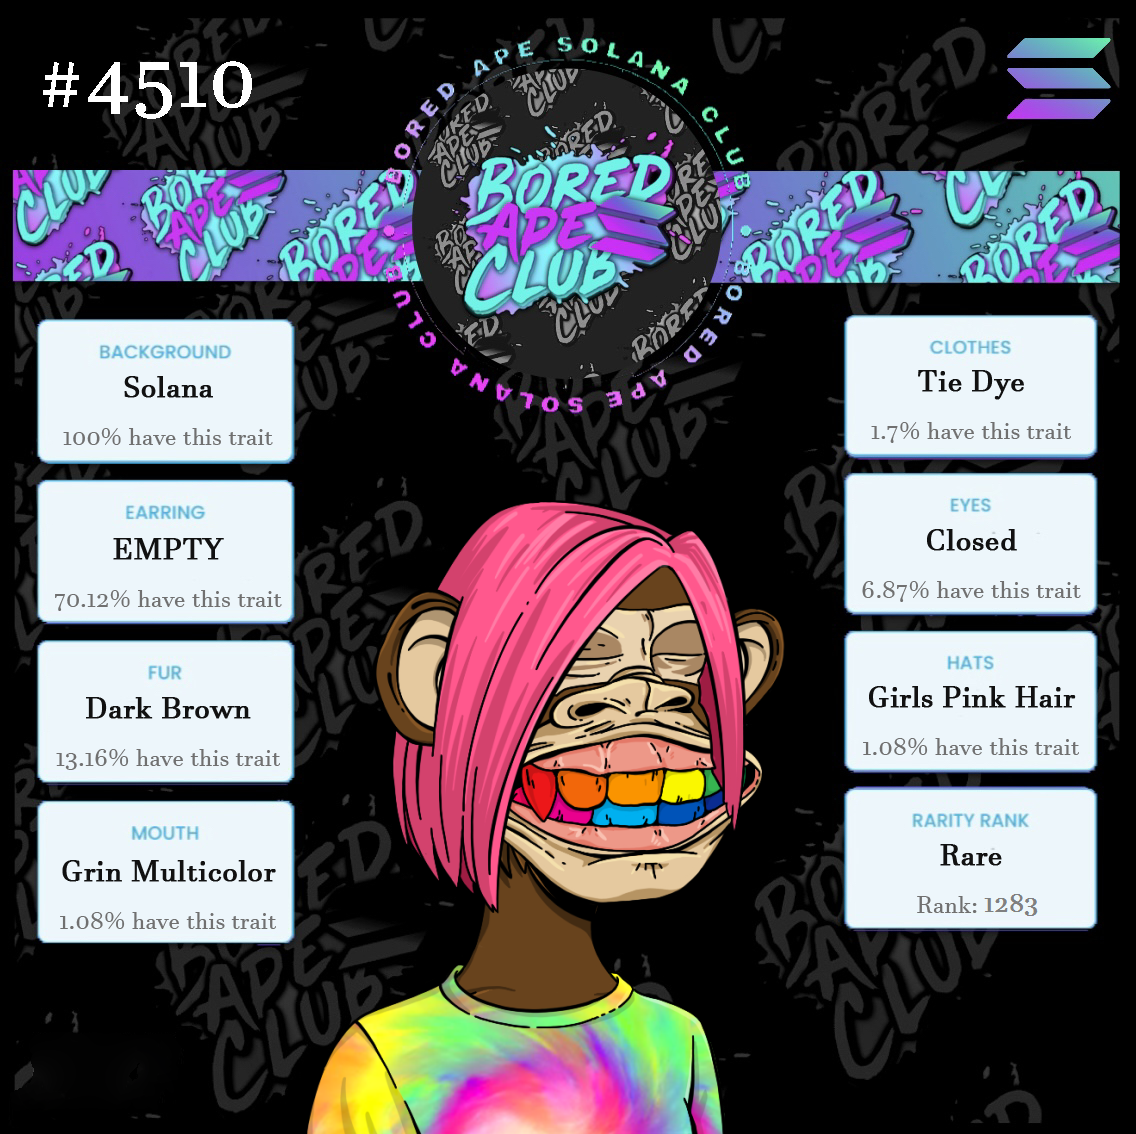 #4510
BORED APE SOLANA CLUB
BORED APE SOLANA CLUB
BORED
APE
CLUB
BACKGROUND
Solana
100% have this trait
EARRING
EMPTY
70.12% have this trait
FUR
Dark Brown
13.16% have this trait
MOUTH
Grin Multicolor
1.08% have this trait
CLOTHES
Tie Dye
1.7% have this trait
EYES
Closed
6.87% have this trait
HATS
Girls Pink Hair
1.08% have this trait
RARITY RANK
Rare
Rank: 1283